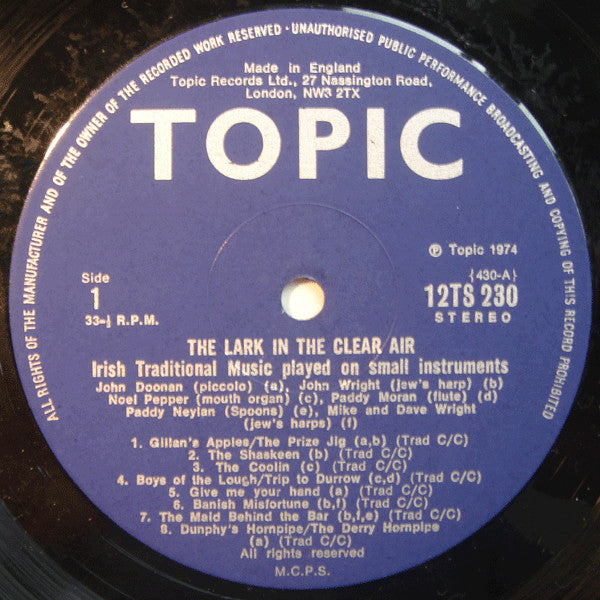 ALL RIGHTS OF THE MANUFACTURER AND OF THE OWNER OF THE RECORDED WORK RESERVED · UNAUTHORISED PUBLIC PERFORMANCE BROADCASTING AND COPYING OF THIS RECORD PROHIBITED
Made in England
Topic Records Ltd., 27 Nassington Road,
London, NW3 2TX
TOPIC
℗ Topic 1974
Side
1
33-⅓ R.P.M.
{430-A}
12TS 230
STEREO
THE LARK IN THE CLEAR AIR
Irish Traditional Music played on small instruments
John Doonan (piccolo) (a), John Wright (jew's harp) (b)
Noel Pepper (mouth organ) (c), Paddy Moran (flute) (d)
Paddy Neylan (Spoons) (e), Mike and Dave Wright
(jew's harps) (f)
1. Gillan's Apples/The Prize Jig (a,b) (Trad C/C)
2. The Shaskeen (b) (Trad C/C)
3. The Coolin (c) (Trad C/C)
4. Boys of the Lough/Trip to Durrow (c,d) (Trad C/C)
5. Give me your hand (a) (Trad C/C)
6. Banish Misfortune (b,f) (Trad C/C)
7. The Maid Behind the Bar (b,f,e) (Trad C/C)
8. Dunphy's Hornpipe/The Derry Hornpipe
(a) (Trad C/C)
All rights reserved
M.C.P.S.